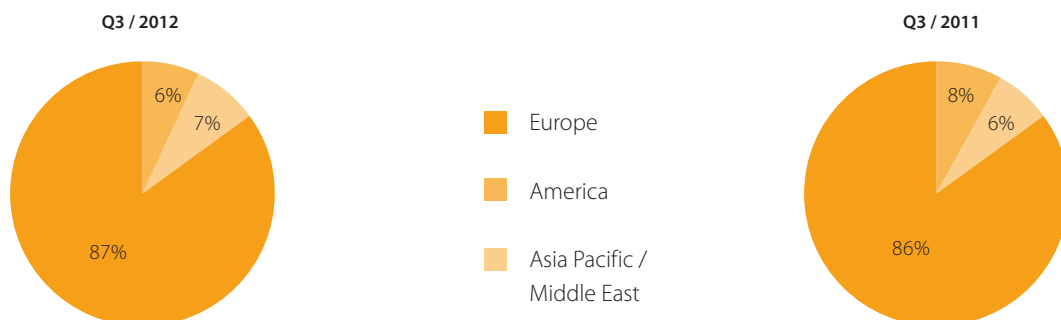 Q3 / 2012
6%
7%
87%
Europe
America
Asia Pacific /
Middle East
Q3 / 2011
8%
6%
86%